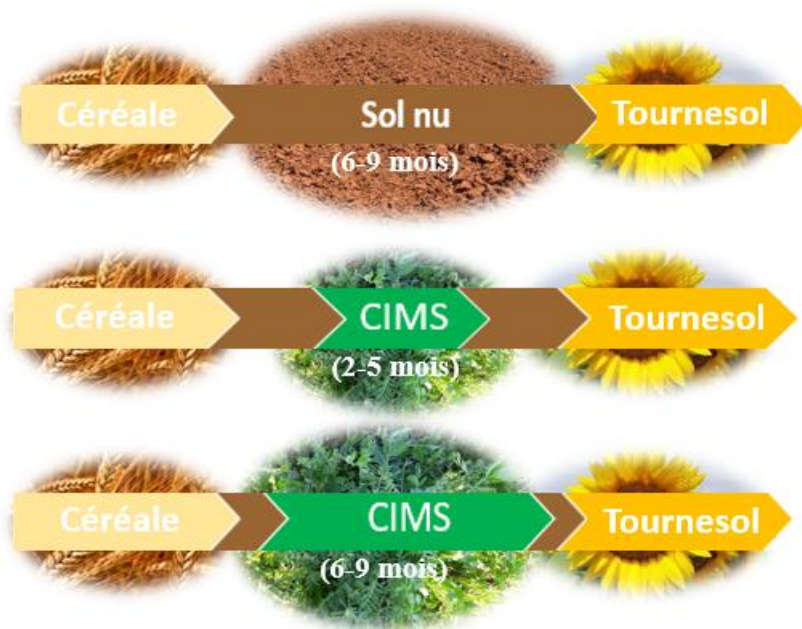 Céréale Sol nu Tournesol
(6-9 mois)
Céréale CIMS Tournesol
(2-5 mois)
Céréale CIMS Tournesol
(6-9 mois)